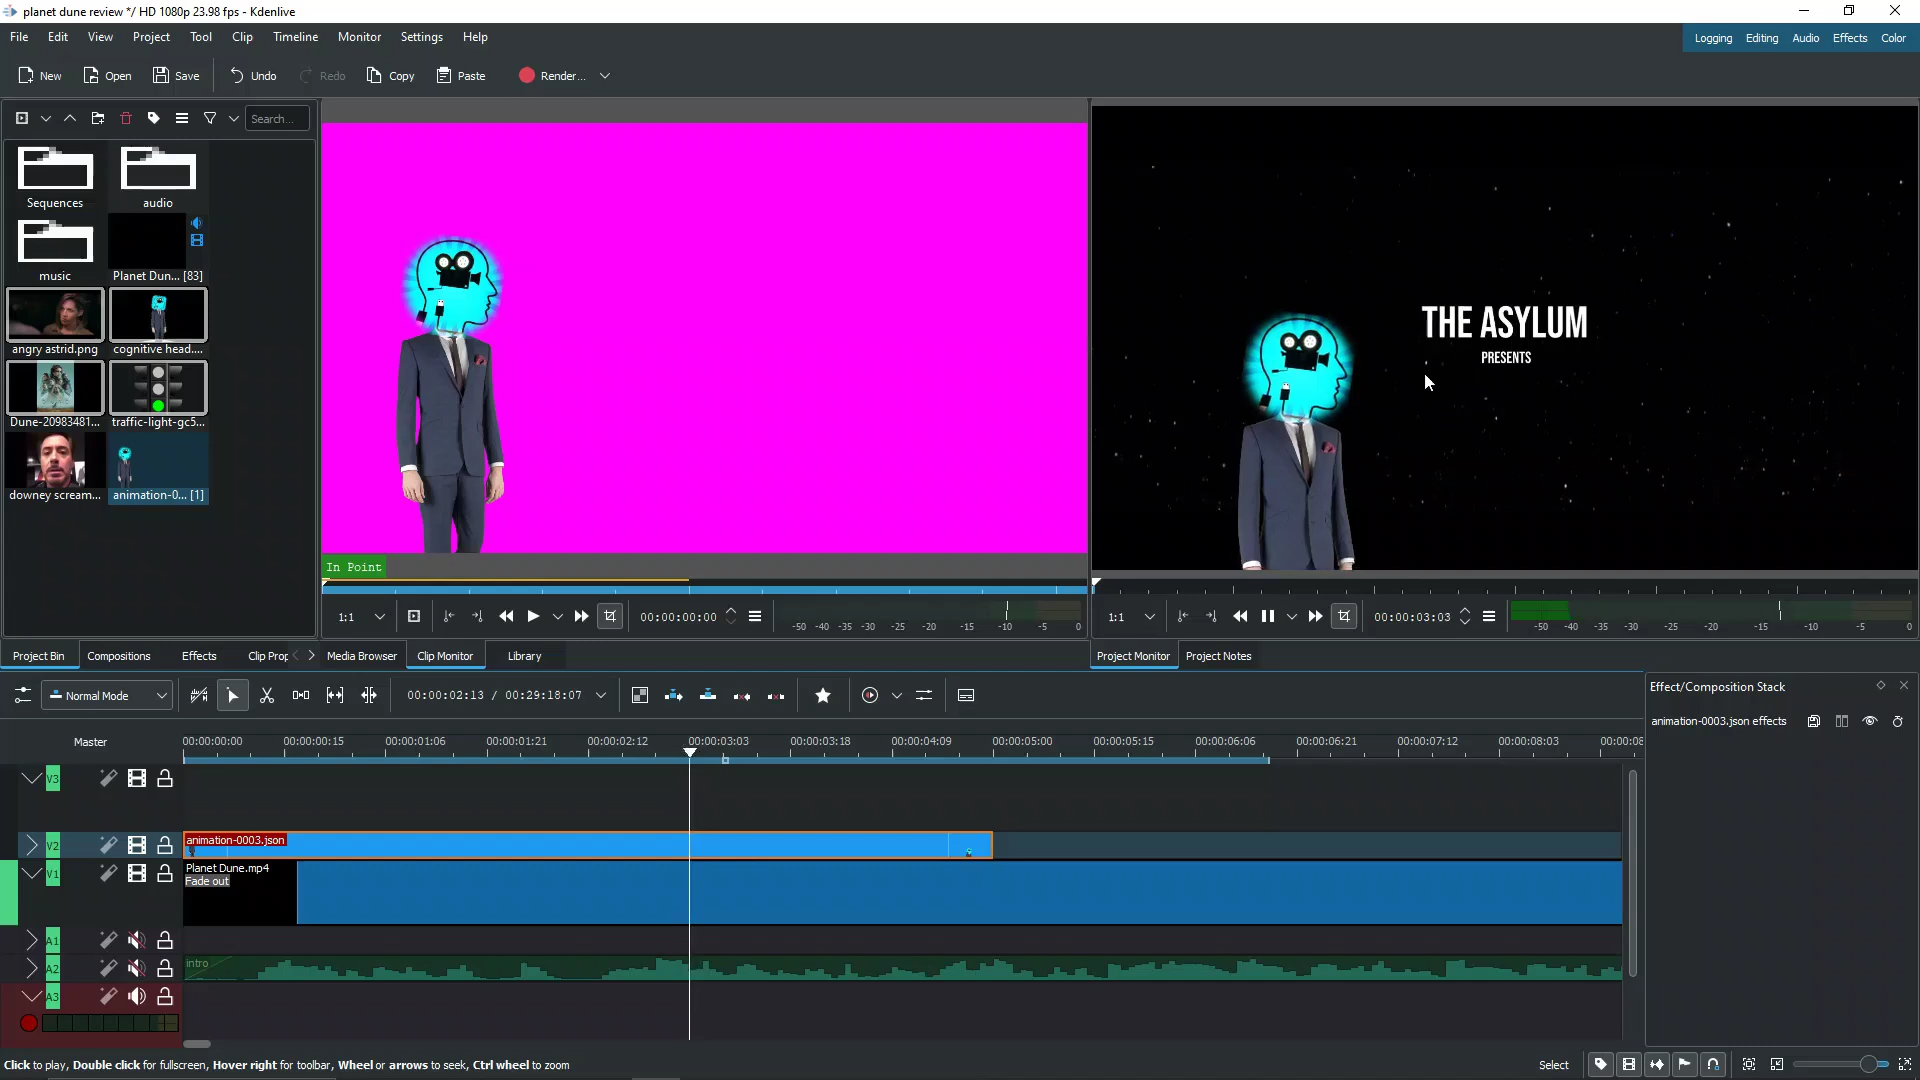 planet dune review */ HD 1080p 23.98 fps - Kdenlive
File Edit View Project Tool Clip Timeline Monitor Settings Help
Logging Editing Audio Effects Color
New Open Save Undo Redo Copy Paste Render...
Search...
Sequences audio
music Planet Dun... [83]
angry astrid.png cognitive head....
Dune-20983481... traffic-light-gc5...
downey scream... animation-0... [1]
THE ASYLUM
PRESENTS
In Point
1:1 00:00:00:00 -50 -40 -35 -30 -25 -20 -15 -10 -5 0
1:1 00:00:03:03 -50 -40 -35 -30 -25 -20 -15 -10 -5 0
Project Bin Compositions Effects Clip Prop Media Browser Clip Monitor Library Project Monitor Project Notes
Normal Mode 00:00:02:13 / 00:29:18:07
Effect/Composition Stack
animation-0003.json effects
Master 00:00:00:00 00:00:00:15 00:00:01:06 00:00:01:21 00:00:02:12 00:00:03:03 00:00:03:18 00:00:04:09 00:00:05:00 00:00:05:15 00:00:06:06 00:00:06:21 00:00:07:12 00:00:08:03 00:00:08
V3
V2 animation-0003.json
V1 Planet Dune.mp4
Fade out
A1
A2 intro
A3
Click to play, Double click for fullscreen, Hover right for toolbar, Wheel or arrows to seek, Ctrl wheel to zoom
Select